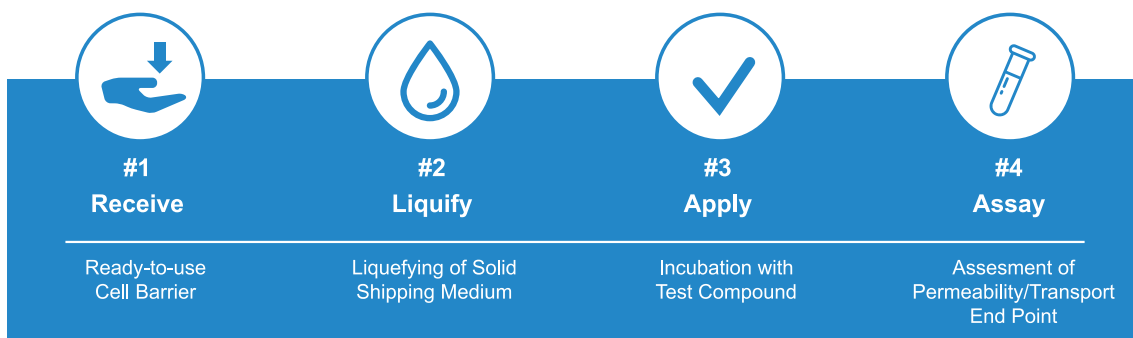 #1
Receive
Ready-to-use
Cell Barrier
#2
Liquify
Liquefying of Solid
Shipping Medium
#3
Apply
Incubation with
Test Compound
#4
Assay
Assesment of
Permeability/Transport
End Point